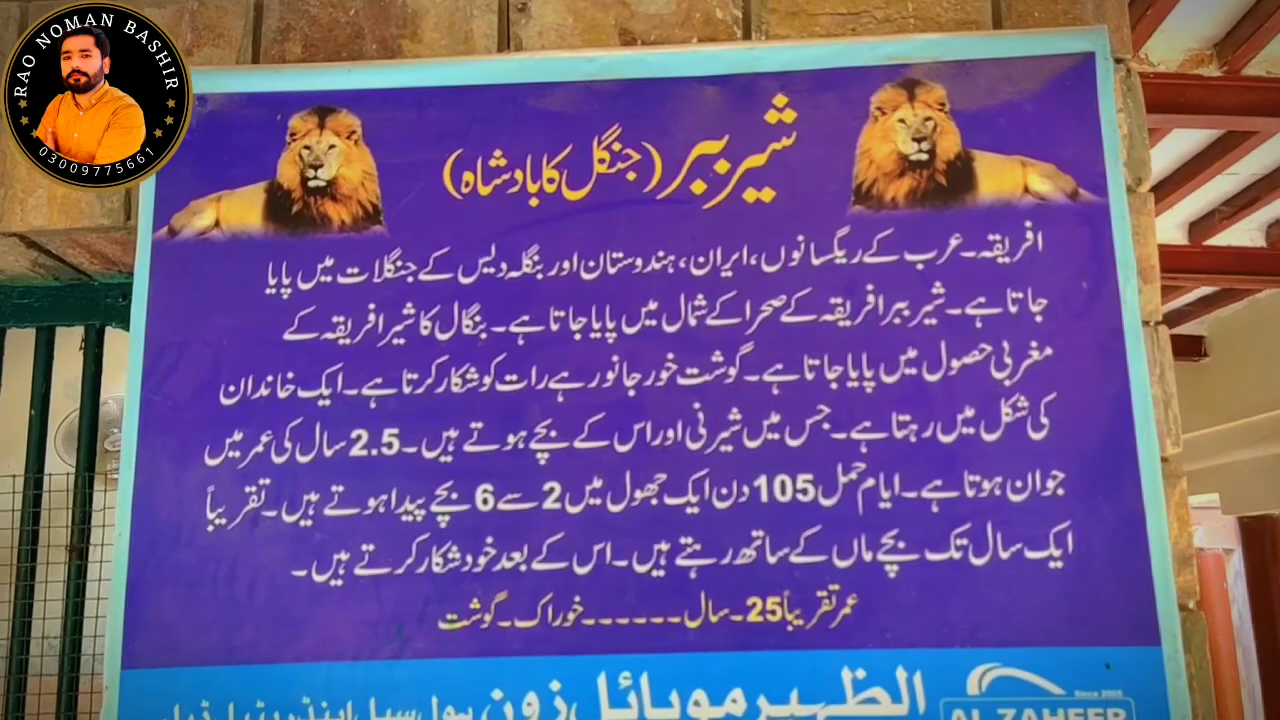 RAO NOMAN BASHIR
03009775661
شیر ببر (جنگل کا بادشاہ)
افریقہ۔عرب کے ریگسانوں،ایران،ہندوستان اور بنگلہ دیس کے جنگلات میں پایا
جاتا ہے۔شیر ببر افریقہ کے صحرا کے شمال میں پایا جاتا ہے۔بنگال کا شیر افریقہ کے
مغربی حصول میں پایا جاتا ہے۔گوشت خور جانور ہے رات کو شکار کرتا ہے۔ایک خاندان
کی شکل میں رہتا ہے۔جس میں شیرنی اور اس کے بچے ہوتے ہیں۔2.5 سال کی عمر میں
جوان ہوتا ہے۔ایام حمل 105 دن ایک جھول میں 2 سے 6 بچے پیدا ہوتے ہیں۔تقریباً
ایک سال تک بچے ماں کے ساتھ رہتے ہیں۔اس کے بعد خود شکار کرتے ہیں۔
عمر تقریباً 25۔سال۔۔۔۔۔۔خوراک۔گوشت
الظہیر موبائل زون
Since 2005
AL ZAHEER